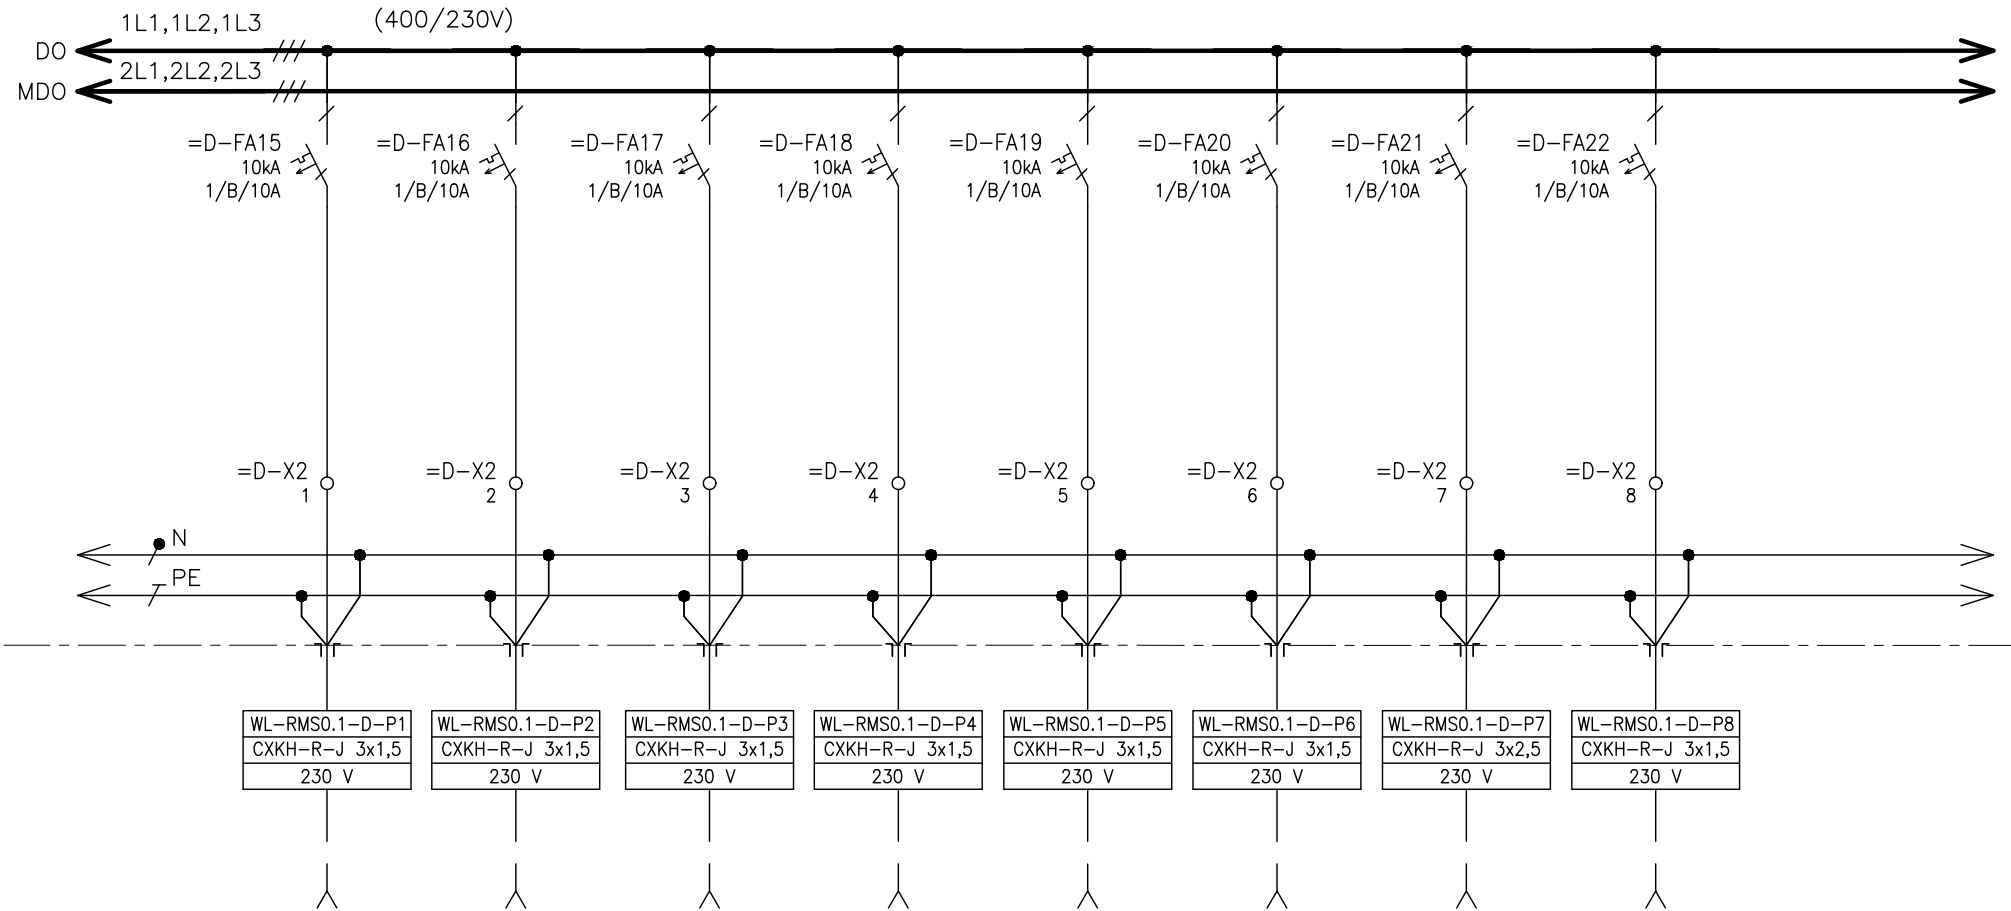 1L1,1L2,1L3 (400/230V)
DO
2L1,2L2,2L3
MDO
=D-FA15 =D-FA16 =D-FA17 =D-FA18 =D-FA19 =D-FA20 =D-FA21 =D-FA22
10kA 10kA 10kA 10kA 10kA 10kA 10kA 10kA
1/B/10A 1/B/10A 1/B/10A 1/B/10A 1/B/10A 1/B/10A 1/B/10A 1/B/10A
=D-X2 =D-X2 =D-X2 =D-X2 =D-X2 =D-X2 =D-X2 =D-X2
1 2 3 4 5 6 7 8
N
PE
WL-RMS0.1-D-P1 WL-RMS0.1-D-P2 WL-RMS0.1-D-P3 WL-RMS0.1-D-P4 WL-RMS0.1-D-P5 WL-RMS0.1-D-P6 WL-RMS0.1-D-P7 WL-RMS0.1-D-P8
CXKH-R-J 3x1,5 CXKH-R-J 3x1,5 CXKH-R-J 3x1,5 CXKH-R-J 3x1,5 CXKH-R-J 3x1,5 CXKH-R-J 3x1,5 CXKH-R-J 3x2,5 CXKH-R-J 3x1,5
230 V 230 V 230 V 230 V 230 V 230 V 230 V 230 V